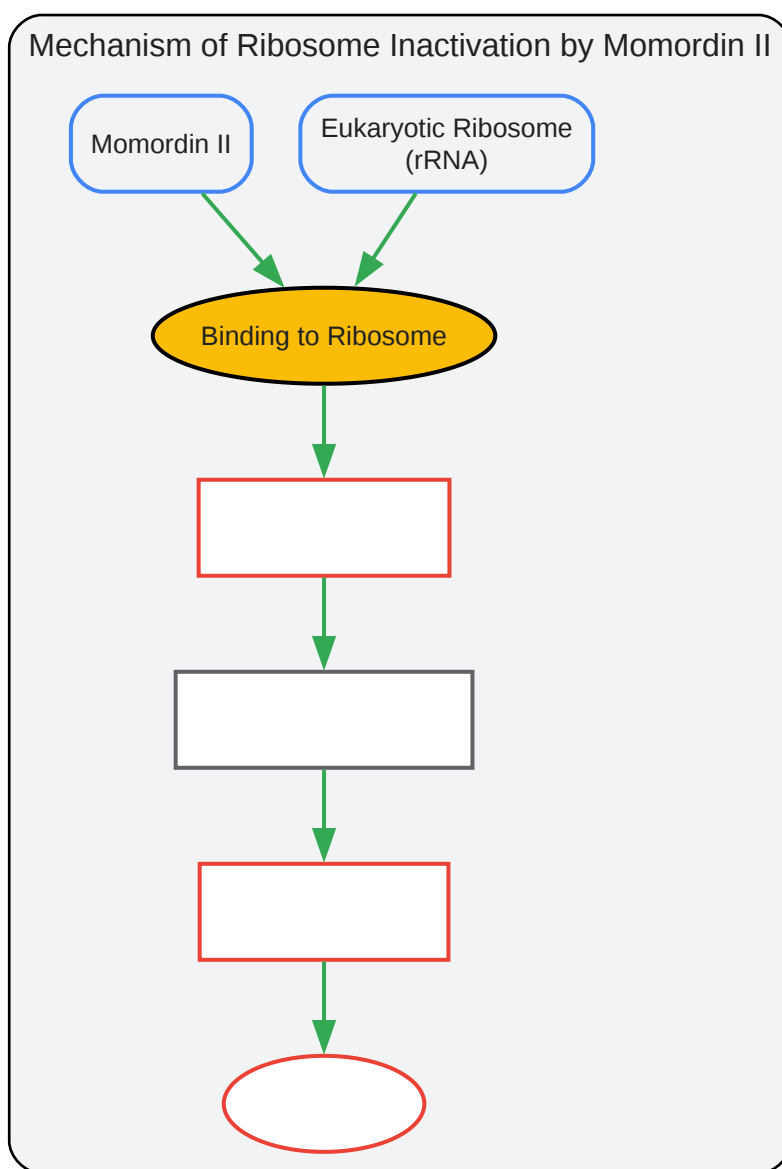 Mechanism of Ribosome Inactivation by Momordin II
Momordin II
Eukaryotic Ribosome
(rRNA)
Binding to Ribosome